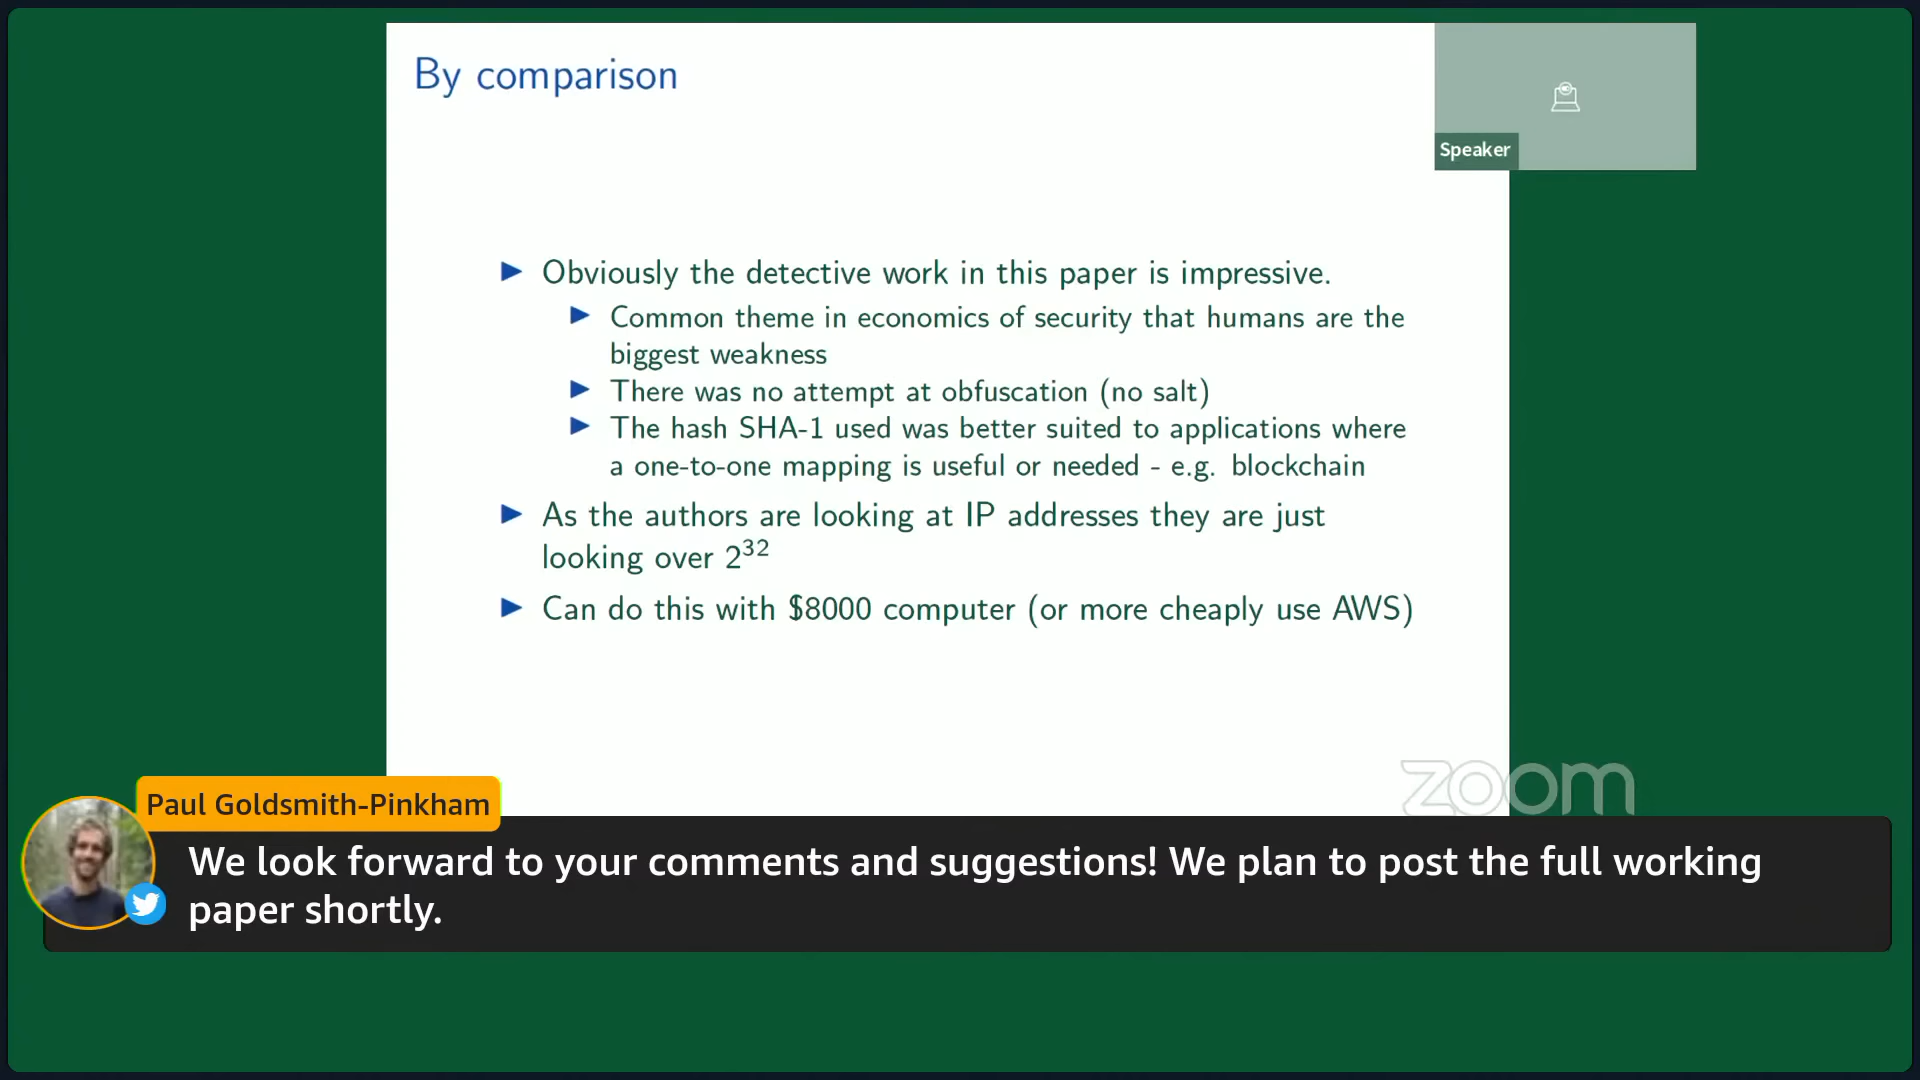 By comparison
Speaker
Obviously the detective work in this paper is impressive.
Common theme in economics of security that humans are the
biggest weakness
There was no attempt at obfuscation (no salt)
The hash SHA-1 used was better suited to applications where
a one-to-one mapping is useful or needed - e.g. blockchain
As the authors are looking at IP addresses they are just
looking over 2³²
Can do this with $8000 computer (or more cheaply use AWS)
zoom
Paul Goldsmith-Pinkham
We look forward to your comments and suggestions! We plan to post the full working
paper shortly.